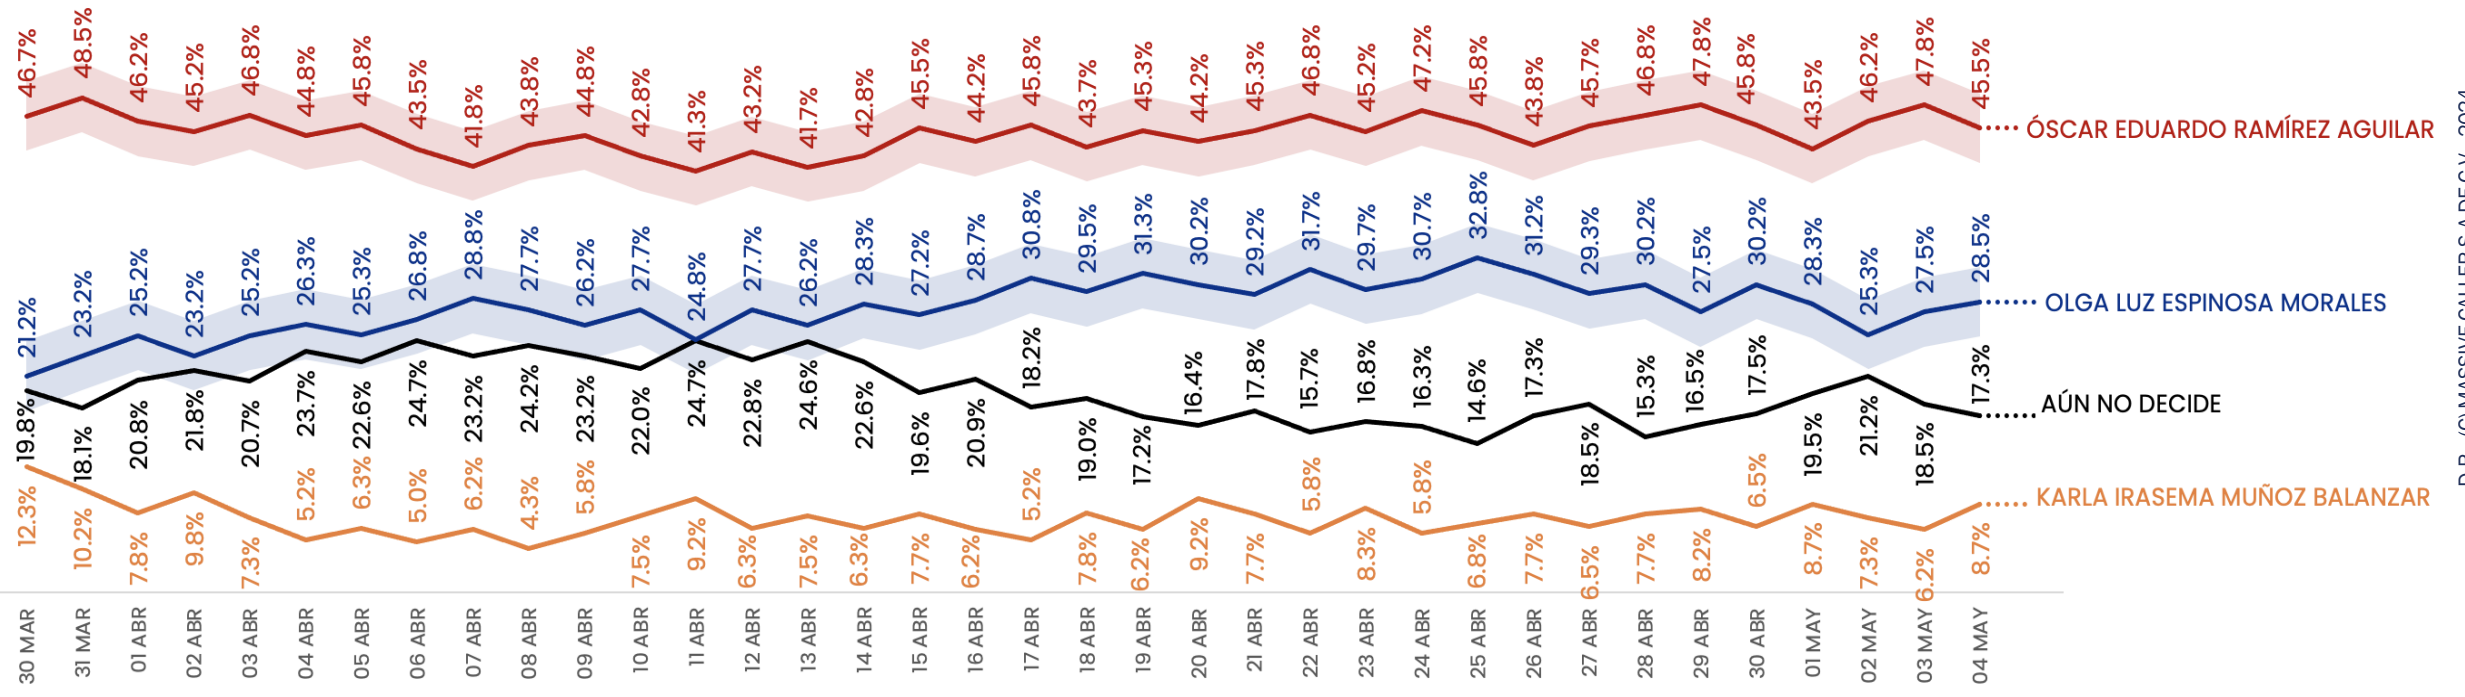 46.7% 48.5% 46.2% 45.2% 46.8% 44.8% 45.8% 43.5% 41.8% 43.8% 44.8% 42.8% 41.3% 43.2% 41.7% 42.8% 45.5% 44.2% 45.8% 43.7% 45.3% 44.2% 45.3% 46.8% 45.2% 47.2% 45.8% 43.8% 45.7% 46.8% 47.8% 45.8% 43.5% 46.2% 47.8% 45.5%
ÓSCAR EDUARDO RAMÍREZ AGUILAR
21.2% 23.2% 25.2% 23.2% 25.2% 26.3% 25.3% 26.8% 28.8% 27.7% 26.2% 27.7% 24.8% 27.7% 26.2% 28.3% 27.2% 28.7% 30.8% 29.5% 31.3% 30.2% 29.2% 31.7% 29.7% 30.7% 32.8% 31.2% 29.3% 30.2% 27.5% 30.2% 28.3% 25.3% 27.5% 28.5%
OLGA LUZ ESPINOSA MORALES
19.8% 18.1% 20.8% 21.8% 20.7% 23.7% 22.6% 24.7% 23.2% 24.2% 23.2% 22.0% 24.7% 22.8% 24.6% 22.6% 19.6% 20.9% 18.2% 19.0% 17.2% 16.4% 17.8% 15.7% 16.8% 16.3% 14.6% 17.3% 18.5% 15.3% 16.5% 17.5% 19.5% 21.2% 18.5% 17.3%
AÚN NO DECIDE
12.3% 10.2% 7.8% 9.8% 7.3% 5.2% 6.3% 5.0% 6.2% 4.3% 5.8% 7.5% 9.2% 6.3% 7.5% 6.3% 7.7% 6.2% 5.2% 7.8% 6.2% 9.2% 7.7% 5.8% 8.3% 5.8% 6.8% 7.7% 6.5% 7.7% 8.2% 6.5% 8.7% 7.3% 6.2% 8.7%
KARLA IRASEMA MUÑOZ BALANZAR
30 MAR 31 MAR 01 ABR 02 ABR 03 ABR 04 ABR 05 ABR 06 ABR 07 ABR 08 ABR 09 ABR 10 ABR 11 ABR 12 ABR 13 ABR 14 ABR 15 ABR 16 ABR 17 ABR 18 ABR 19 ABR 20 ABR 21 ABR 22 ABR 23 ABR 24 ABR 25 ABR 26 ABR 27 ABR 28 ABR 29 ABR 30 ABR 01 MAY 02 MAY 03 MAY 04 MAY